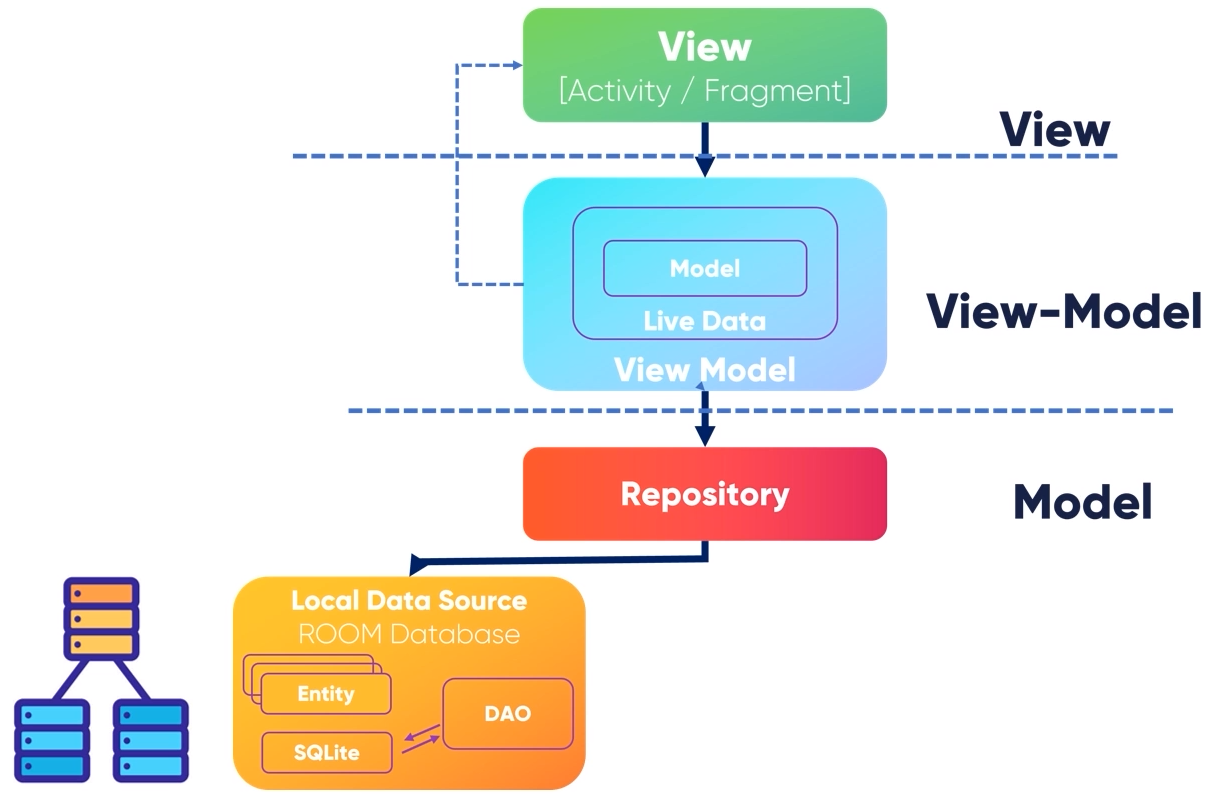 View
[Activity / Fragment]
View
Model
Live Data
View Model
View-Model
Repository
Model
Local Data Source
ROOM Database
Entity
DAO
SQLite